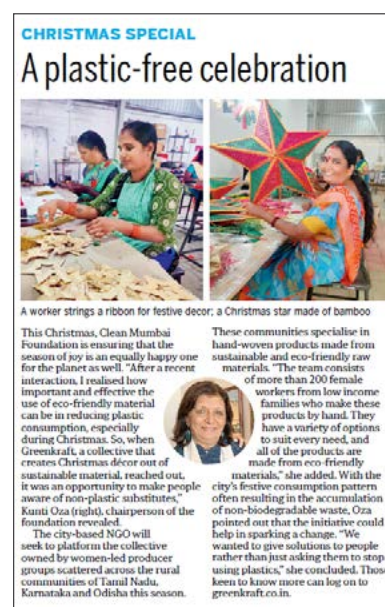 CHRISTMAS SPECIAL
A plastic-free celebration
A worker strings a ribbon for festive decor; a Christmas star made of bamboo
This Christmas, Clean Mumbai
Foundation is ensuring that the
season of joy is an equally happy one
for the planet as well. "After a recent
interaction, I realised how
important and effective the
use of eco-friendly material
can be in reducing plastic
consumption, especially
during Christmas. So, when
Greenkraft, a collective that
creates Christmas décor out of
sustainable material, reached out,
it was an opportunity to make people
aware of non-plastic substitutes,"
Kunti Oza (right), chairperson of the
foundation revealed.
The city-based NGO will
seek to platform the collective
owned by women-led producer
groups scattered across the rural
communities of Tamil Nadu,
Karnataka and Odisha this season.
These communities specialise in
hand-woven products made from
sustainable and eco-friendly raw
materials. "The team consists
of more than 200 female
workers from low income
families who make these
products by hand. They
have a variety of options
to suit every need, and
all of the products are
made from eco-friendly
materials," she added. With the
city's festive consumption pattern
often resulting in the accumulation
of non-biodegradable waste, Oza
pointed out that the initiative could
help in sparking a change. "We
wanted to give solutions to people
rather than just asking them to stop
using plastics," she concluded. Those
keen to know more can log on to
greenkraft.co.in.